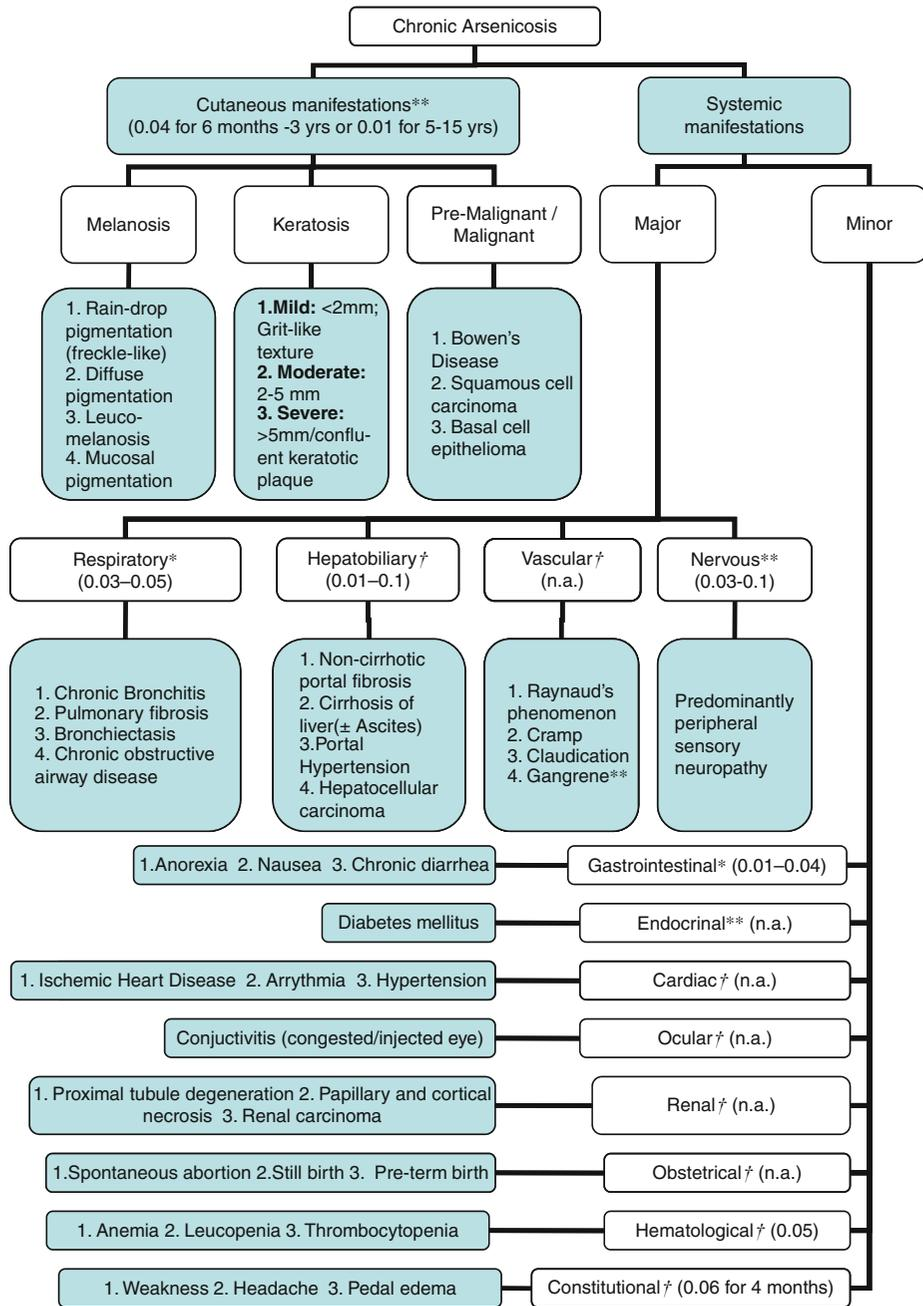 Chronic Arsenicosis
Cutaneous manifestations**
(0.04 for 6 months -3 yrs or 0.01 for 5-15 yrs)
Systemic
manifestations
Melanosis
Keratosis
Pre-Malignant /
Malignant
Major
Minor
1. Rain-drop
pigmentation
(freckle-like)
2. Diffuse
pigmentation
3. Leuco-
melanosis
4. Mucosal
pigmentation
1.Mild: <2mm;
Grit-like
texture
2. Moderate:
2-5 mm
3. Severe:
>5mm/conflu-
ent keratotic
plaque
1. Bowen's
Disease
2. Squamous cell
carcinoma
3. Basal cell
epithelioma
Respiratory*
(0.03–0.05)
Hepatobiliary†
(0.01–0.1)
Vascular†
(n.a.)
Nervous**
(0.03-0.1)
1. Chronic Bronchitis
2. Pulmonary fibrosis
3. Bronchiectasis
4. Chronic obstructive
airway disease
1. Non-cirrhotic
portal fibrosis
2. Cirrhosis of
liver(± Ascites)
3.Portal
Hypertension
4. Hepatocellular
carcinoma
1. Raynaud's
phenomenon
2. Cramp
3. Claudication
4. Gangrene**
Predominantly
peripheral
sensory
neuropathy
1.Anorexia 2. Nausea 3. Chronic diarrhea
Gastrointestinal* (0.01–0.04)
Diabetes mellitus
Endocrinal** (n.a.)
1. Ischemic Heart Disease 2. Arrythmia 3. Hypertension
Cardiac† (n.a.)
Conjuctivitis (congested/injected eye)
Ocular† (n.a.)
1. Proximal tubule degeneration 2. Papillary and cortical
necrosis 3. Renal carcinoma
Renal† (n.a.)
1.Spontaneous abortion 2.Still birth 3. Pre-term birth
Obstetrical† (n.a.)
1. Anemia 2. Leucopenia 3. Thrombocytopenia
Hematological† (0.05)
1. Weakness 2. Headache 3. Pedal edema
Constitutional† (0.06 for 4 months)